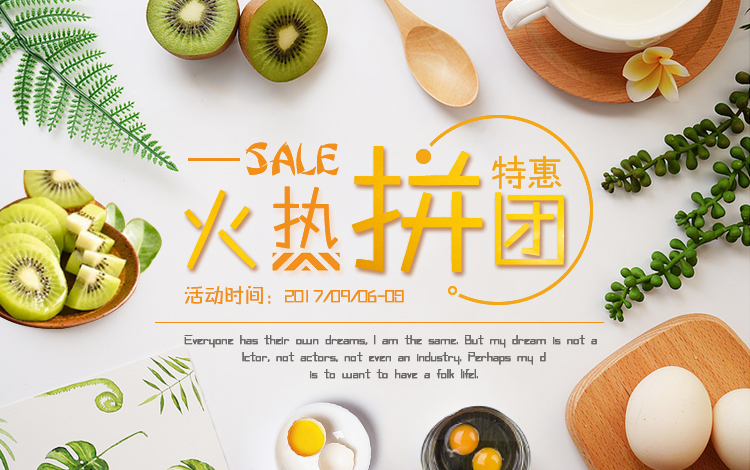 SALE
特惠
火热拼团
活动时间：2017/09/06-08
Everyone has their own dreams, I am the same. But my dream is not a
lctor, not actors, not even an industry. Perhaps my d
is to want to have a folk lifel.